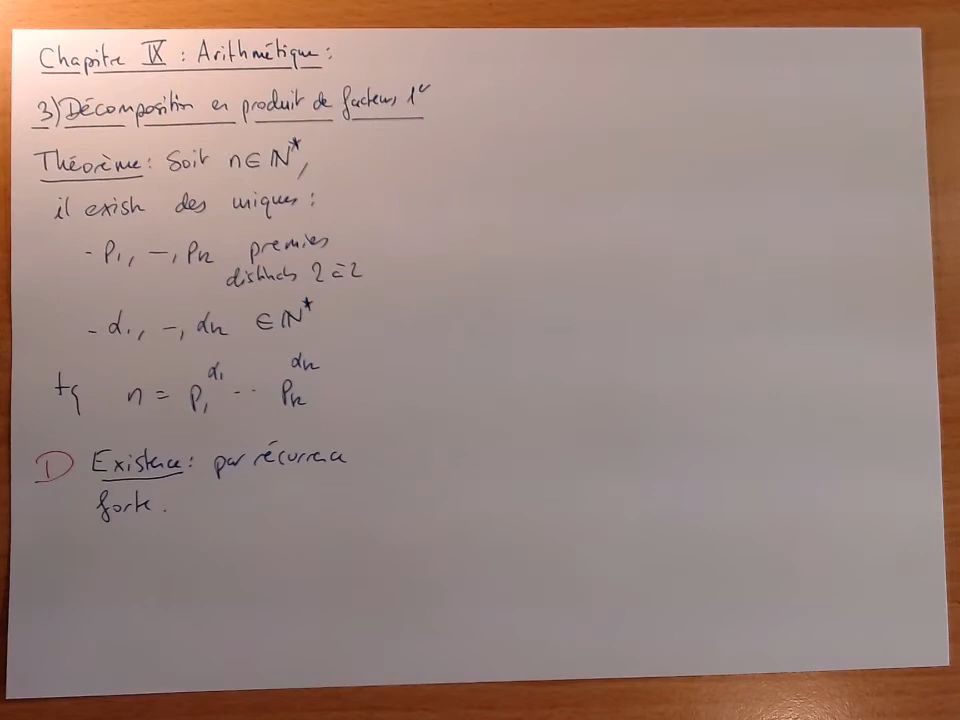 Chapitre IX : Arithmétique :
3) Décomposition en produit de facteurs 1er
Théorème : Soit n ∈ ℕ*,
il existe des uniques :
- p₁, –, pₖ premiers
distincts 2 à 2
- α₁, –, αₖ ∈ ℕ*
tq n = p₁^α₁ ... pₖ^αₖ
D Existence : par récurrence
forte.